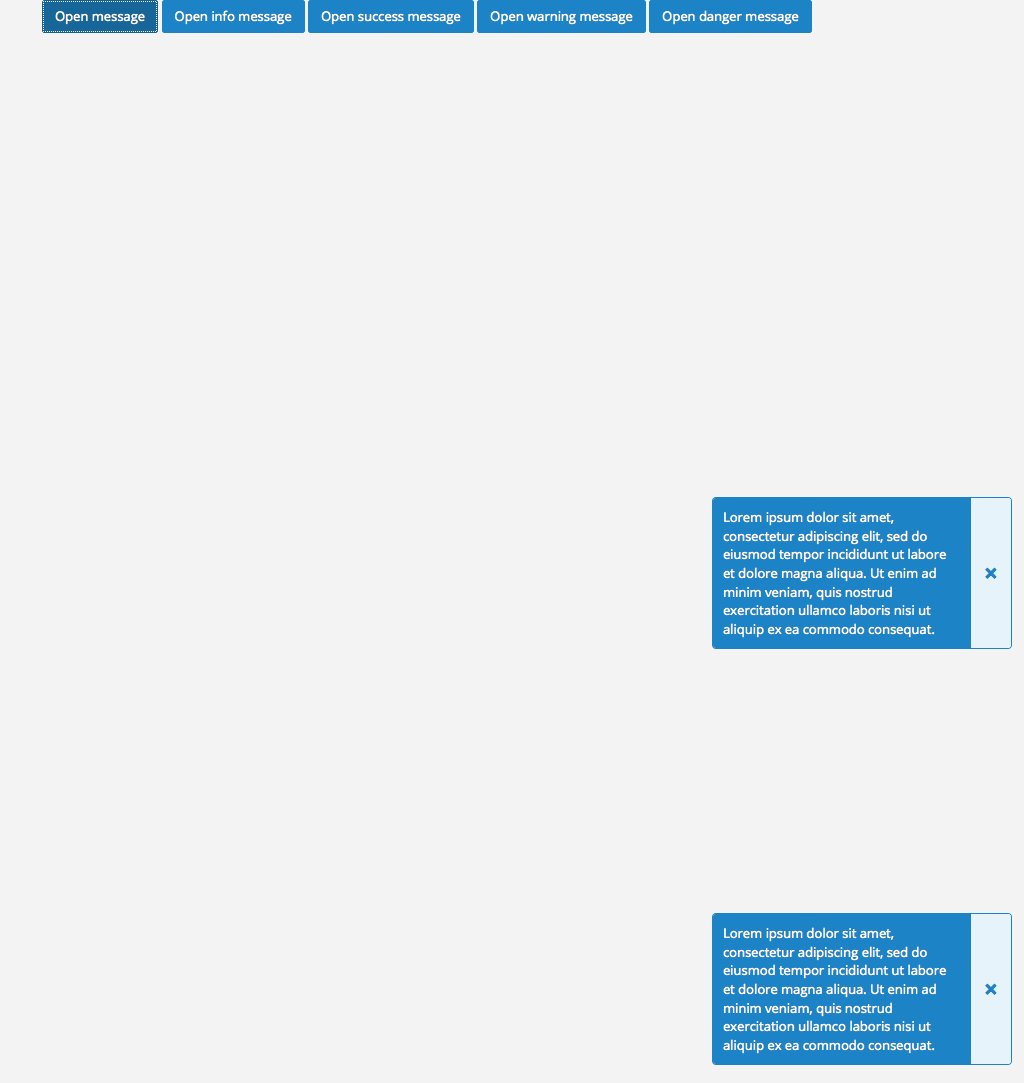 Open message Open info message Open success message Open warning message Open danger message
Lorem ipsum dolor sit amet,
consectetur adipiscing elit, sed do
eiusmod tempor incididunt ut labore
et dolore magna aliqua. Ut enim ad
minim veniam, quis nostrud
exercitation ullamco laboris nisi ut
aliquip ex ea commodo consequat.
Lorem ipsum dolor sit amet,
consectetur adipiscing elit, sed do
eiusmod tempor incididunt ut labore
et dolore magna aliqua. Ut enim ad
minim veniam, quis nostrud
exercitation ullamco laboris nisi ut
aliquip ex ea commodo consequat.